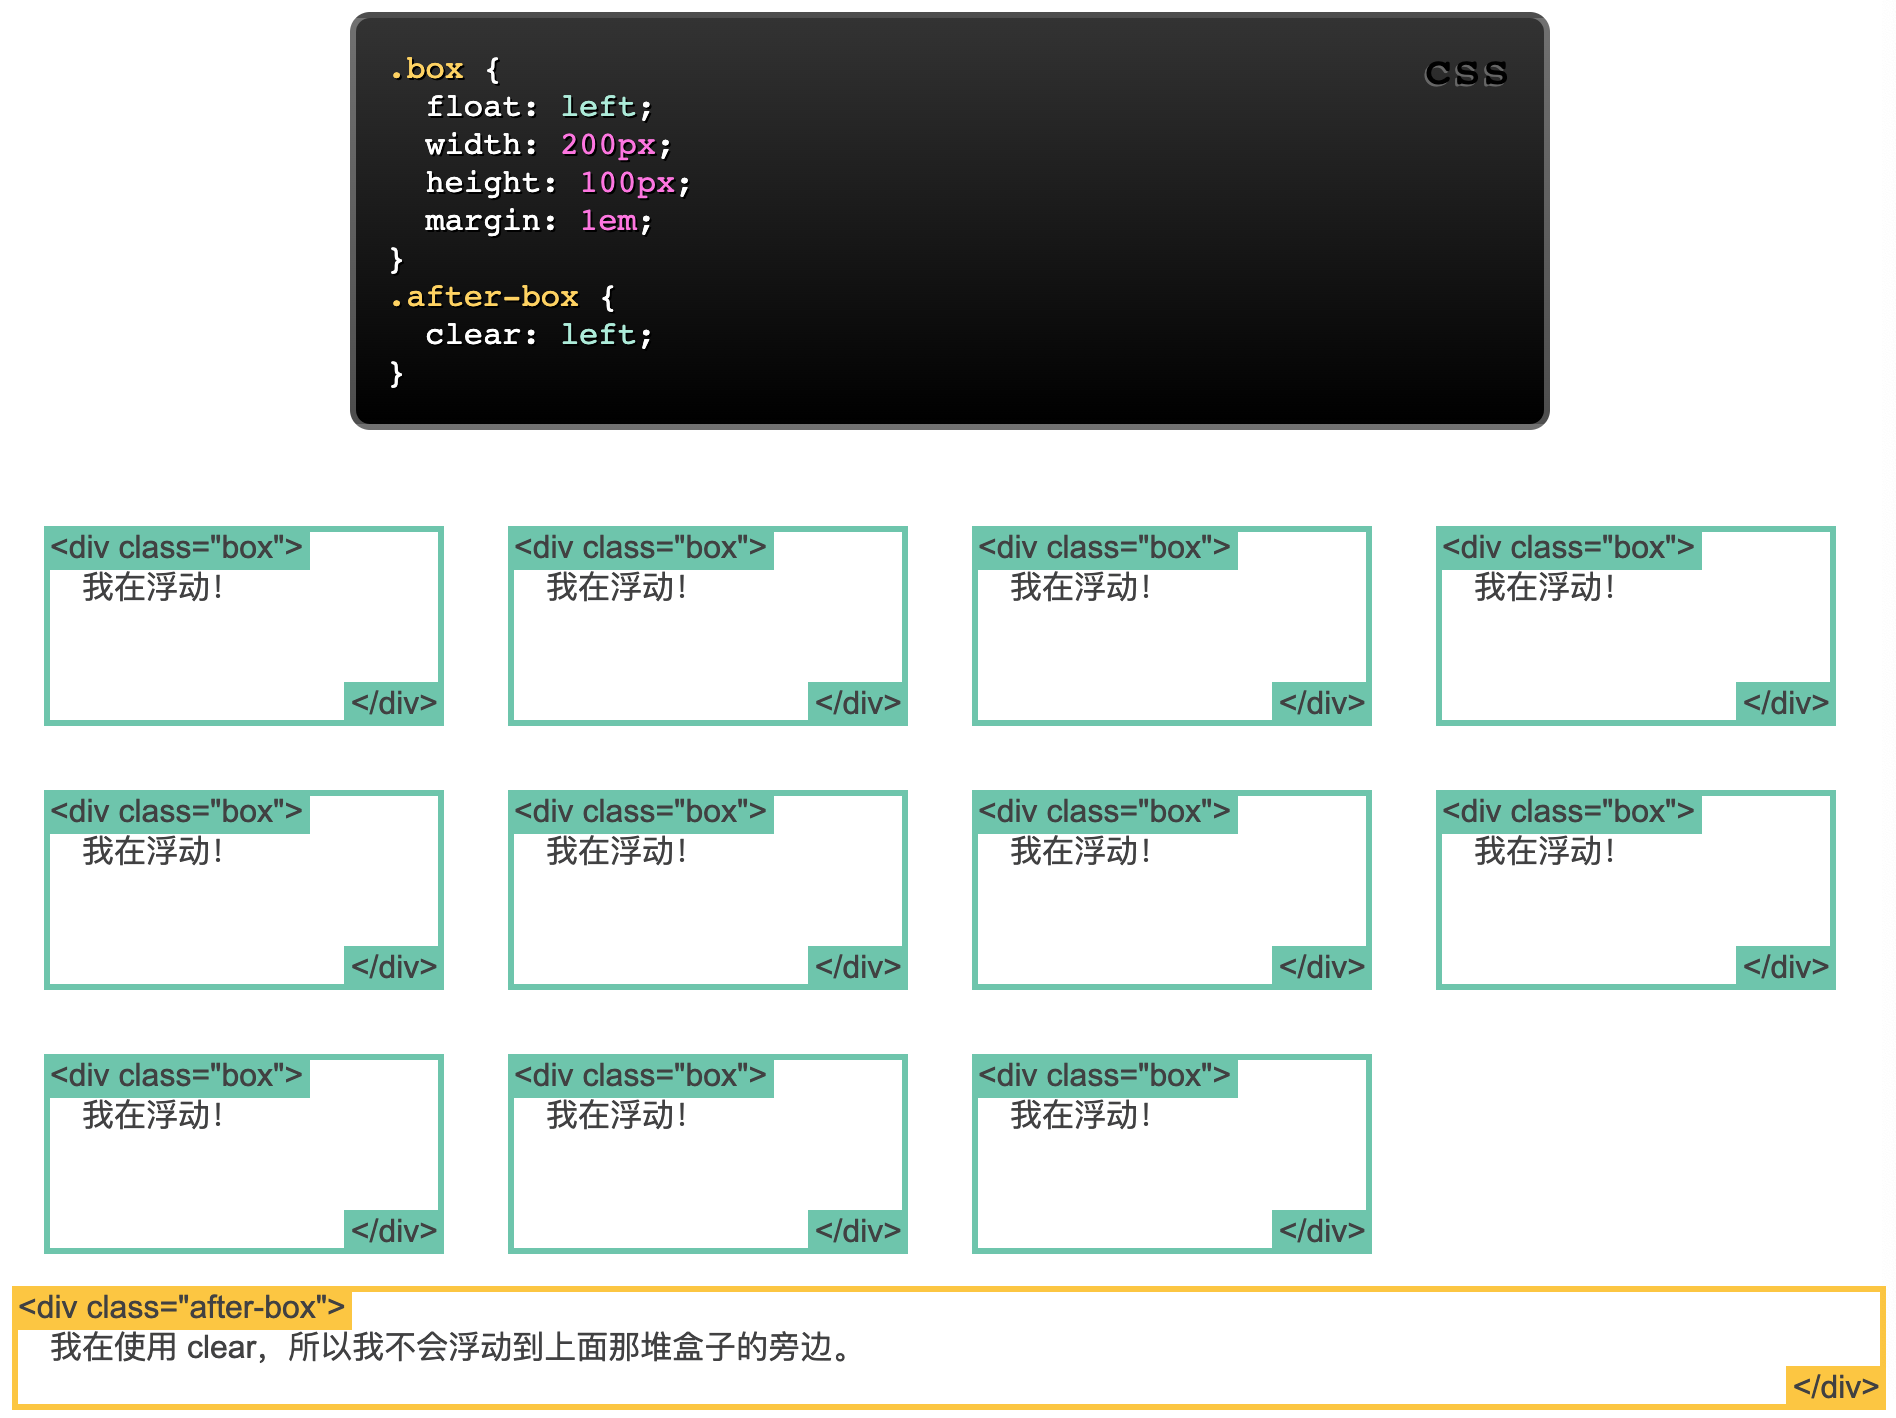 CSS
.box {
  float: left;
  width: 200px;
  height: 100px;
  margin: 1em;
}
.after-box {
  clear: left;
}
<div class="box">
我在浮动！
</div>
<div class="box">
我在浮动！
</div>
<div class="box">
我在浮动！
</div>
<div class="box">
我在浮动！
</div>
<div class="box">
我在浮动！
</div>
<div class="box">
我在浮动！
</div>
<div class="box">
我在浮动！
</div>
<div class="box">
我在浮动！
</div>
<div class="box">
我在浮动！
</div>
<div class="box">
我在浮动！
</div>
<div class="box">
我在浮动！
</div>
<div class="after-box">
我在使用 clear，所以我不会浮动到上面那堆盒子的旁边。
</div>